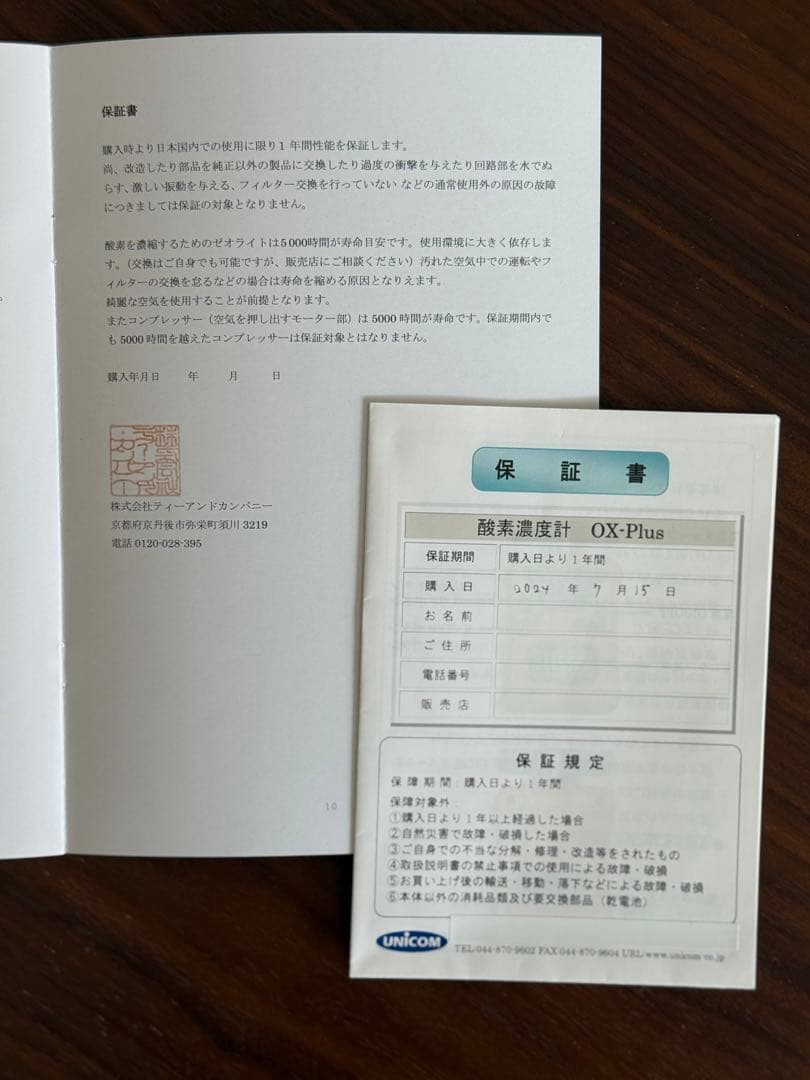 保証書
購入時より日本国内での使用に限り1 年間性能を保証します。
尚、改造したり部品を純正以外の製品に交換したり過度の衝撃を与えたり回路部を水でぬ
らす、激しい振動を与える、フィルター交換を行っていない などの通常使用外の原因の故障
につきましては保証の対象となりません。
酸素を濃縮するためのゼオライトは5000時間が寿命目安です。使用環境に大きく依存しま
す。（交換はご自身でも可能ですが、販売店にご相談ください）汚れた空気中での運転やフ
ィルターの交換を怠るなどの場合は寿命を縮める原因となりえます。
綺麗な空気を使用することが前提となります。
またコンプレッサー（空気を押し出すモーター部）は 5000 時間が寿命です。保証期間内で
も 5000 時間を越えたコンプレッサーは保証対象とはなりません。
購入年月日 年 月 日
株式会社ティーアンドカンパニー
京都府京丹後市弥栄町須川 3219
電話 0120-028-395
10
保証書
酸素濃度計 OX-Plus
保証期間 購入日より１年間
購入日 2024 年 7 月 15 日
お名前
ご住所
電話番号
販売店
保証規定
保障期間：購入日より１年間
保障対象外：
①購入日より１年以上経過した場合
②自然災害で故障・破損した場合
③ご自身での不当な分解・修理・改造等をされたもの
④取扱説明書の禁止事項での使用による故障・破損
⑤お買い上げ後の輸送・移動・落下などによる故障・破損
⑥本体以外の消耗品類及び要交換部品（乾電池）
UNICOM
TEL:044-870-9602 FAX:044-870-9604 URL:www.unicom.co.jp